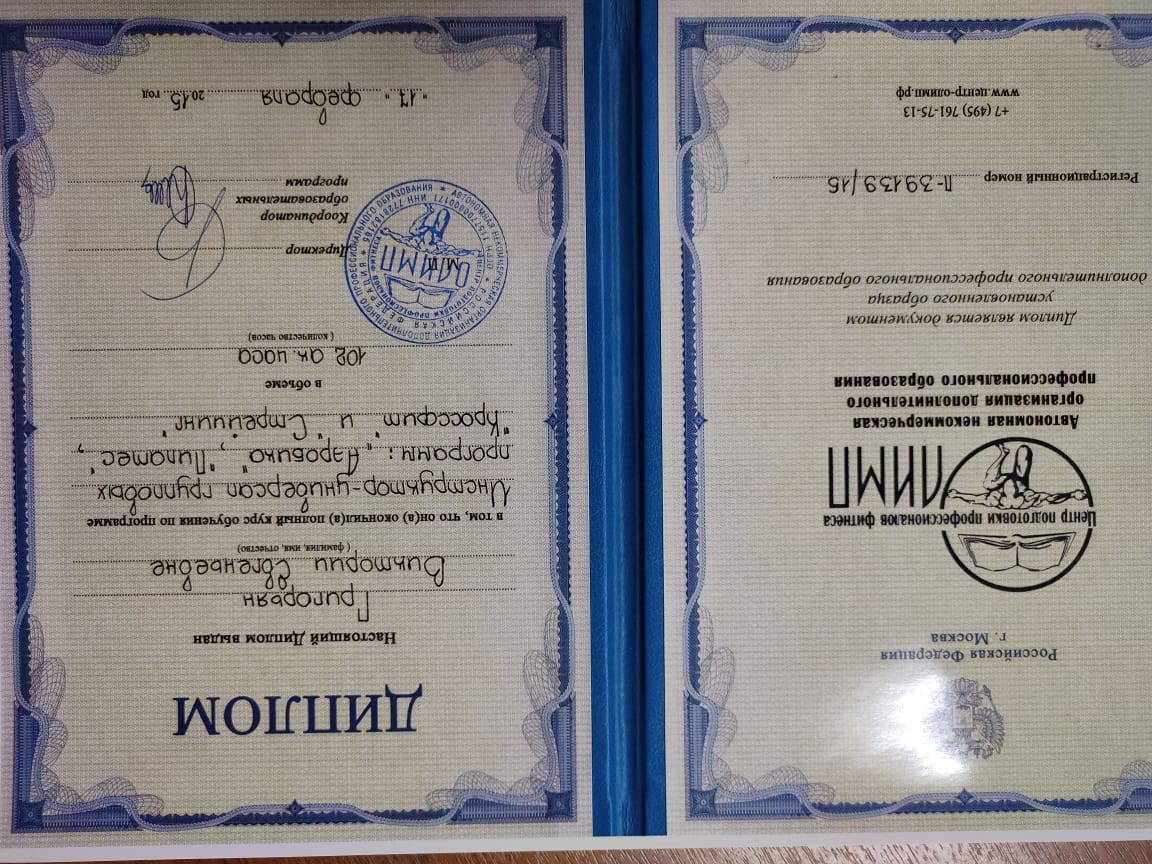 Российская Федерация
г. Москва
Центр подготовки профессионалов фитнеса
ОЛИМП
Автономная некоммерческая
организация дополнительного
профессионального образования
Диплом является документом
установленного образца
дополнительного профессионального образования
Регистрационный номер П-39139/15
+7 (495) 761-75-13
www.центр-олимп.рф
ДИПЛОМ
Настоящий Диплом выдан
Григорьян
Виктории Евгеньевне
( фамилия, имя, отчество)
в том, что он(а) окончил(а) полный курс обучения по программе
Инструктор-универсал групповых
программ: "Аэробика", "Пилатес",
"Кроссфит" и "Стрейчинг"
в объеме
102 ак. часа
( количество часов)
Директор
М.П.
Координатор
образовательных
программ
ОЛИМП
"17" февраля 2015 год